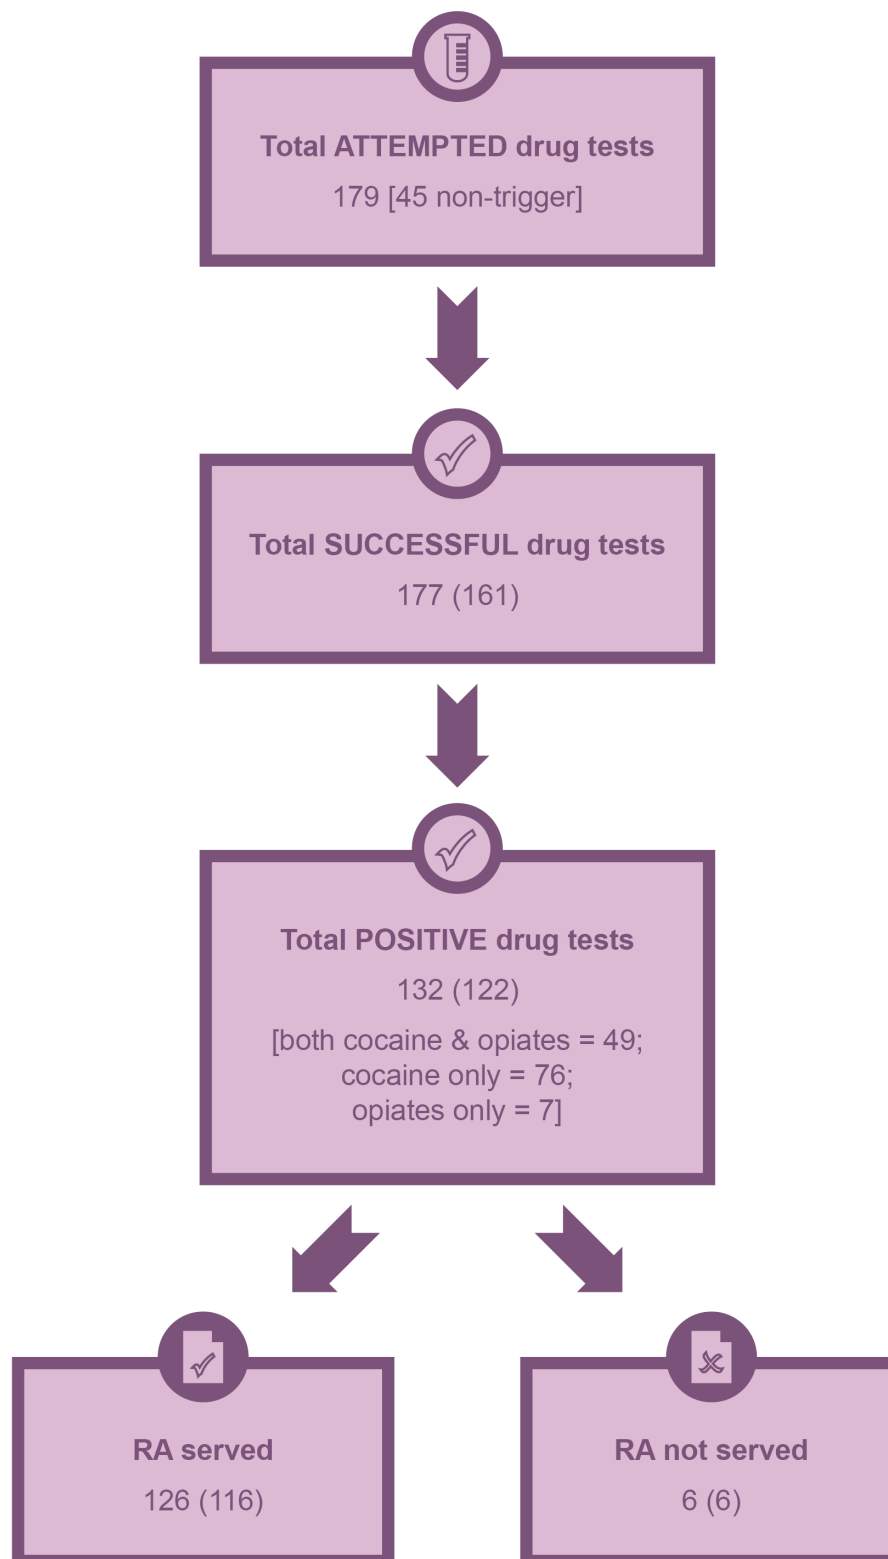 Total ATTEMPTED drug tests
179 [45 non-trigger]
Total SUCCESSFUL drug tests
177 (161)
Total POSITIVE drug tests
132 (122)
[both cocaine & opiates = 49;
cocaine only = 76;
opiates only = 7]
RA served
126 (116)
RA not served
6 (6)